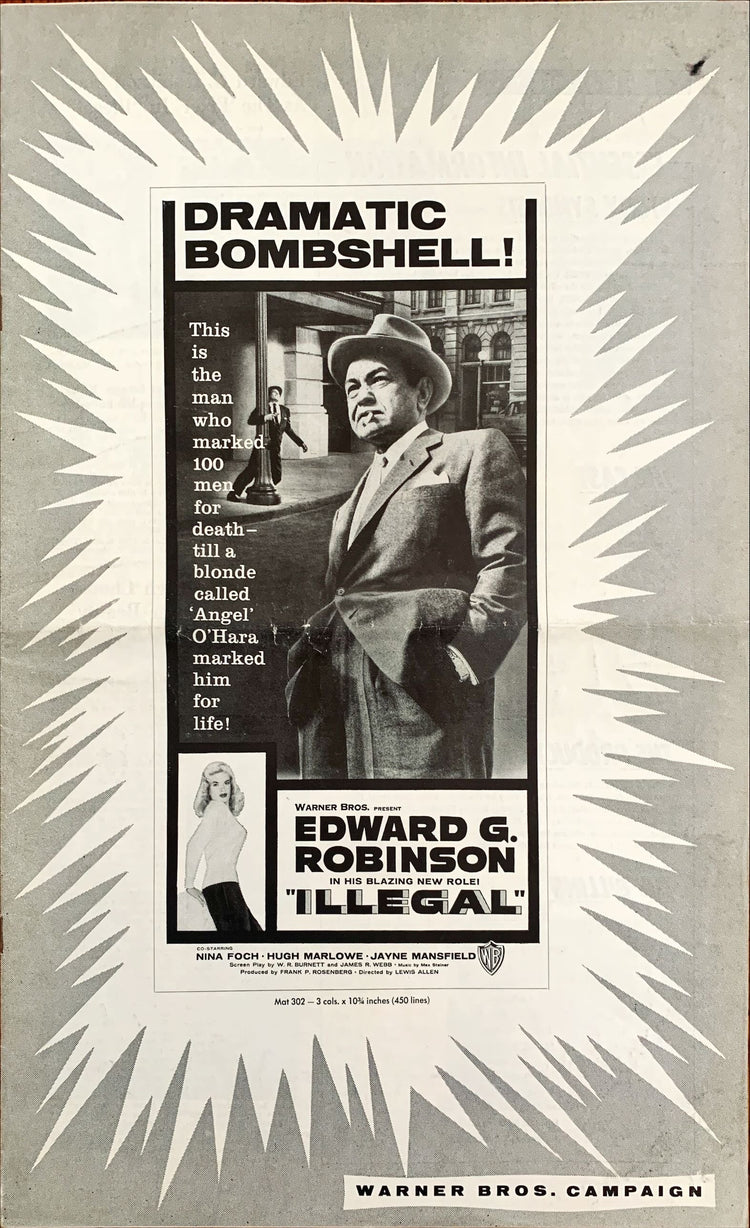 DRAMATIC
BOMBSHELL!
This
is
the
man
who
marked
100
men
for
death—
till a
blonde
called
‘Angel’
O’Hara
marked
him
for
life!
WARNER BROS. PRESENT
EDWARD G.
ROBINSON
IN HIS BLAZING NEW ROLE!
"ILLEGAL"
CO-STARRING
NINA FOCH · HUGH MARLOWE · JAYNE MANSFIELD
WB
Screen Play by W. R. BURNETT and JAMES R. WEBB · Music by Max Steiner
Produced by FRANK P. ROSENBERG · Directed by LEWIS ALLEN
Mat 302 — 3 cols. x 10¾ inches (450 lines)
WARNER BROS. CAMPAIGN